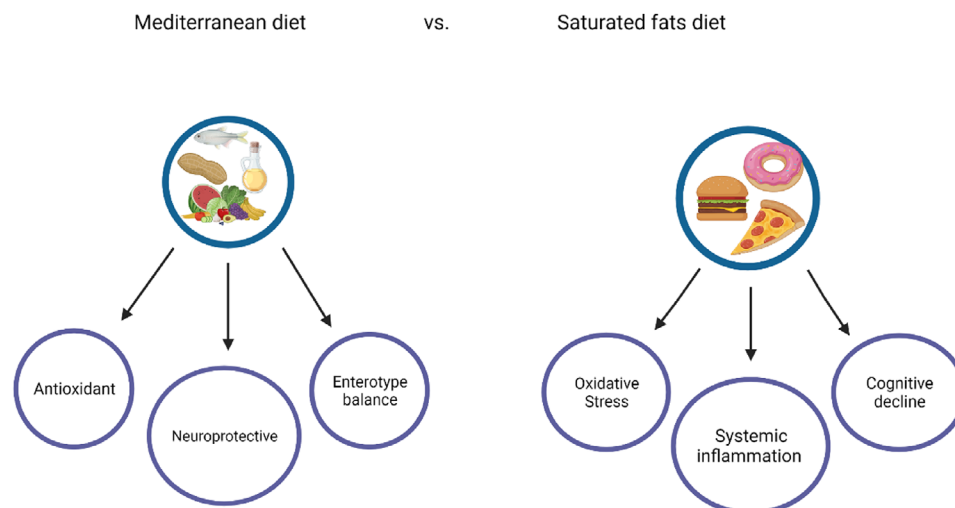 Mediterranean diet vs. Saturated fats diet
Antioxidant
Neuroprotective
Enterotype
balance
Oxidative
Stress
Systemic
inflammation
Cognitive
decline